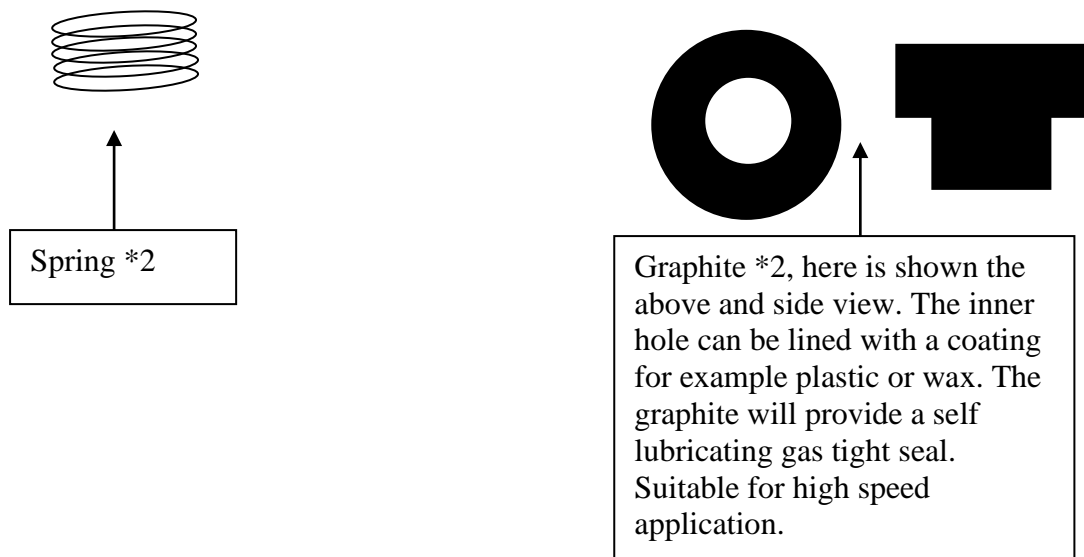 Spring *2
Graphite *2, here is shown the
above and side view. The inner
hole can be lined with a coating
for example plastic or wax. The
graphite will provide a self
lubricating gas tight seal.
Suitable for high speed
application.